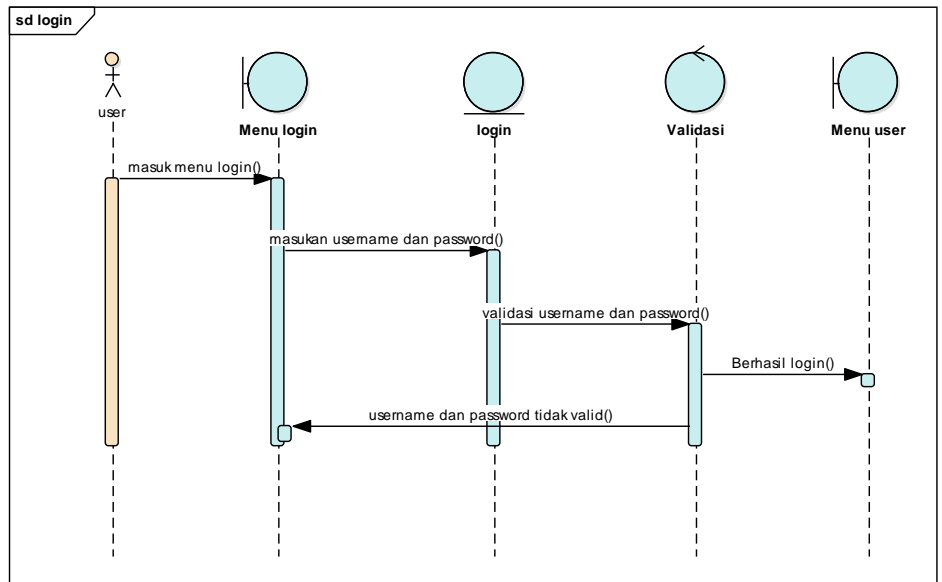 sd login
user
Menu login
login
Validasi
Menu user
masuk menu login()
masukan username dan password()
validasi username dan password()
Berhasil login()
username dan password tidak valid()